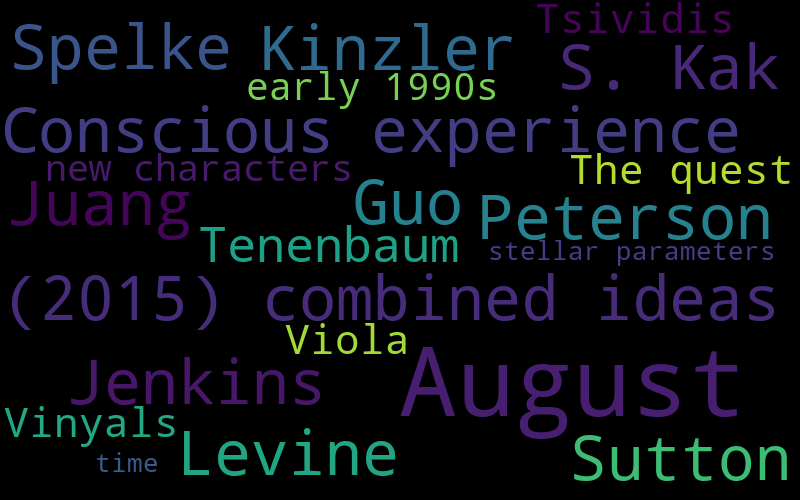 Tsividis
Spelke Kinzler
S. Kak
early 1990s
Conscious experience
new characters
The quest
Juang
Guo
Peterson
Tenenbaum
stellar parameters
(2015) combined ideas
Viola
August
Jenkins
Vinyals
Levine
Sutton
time